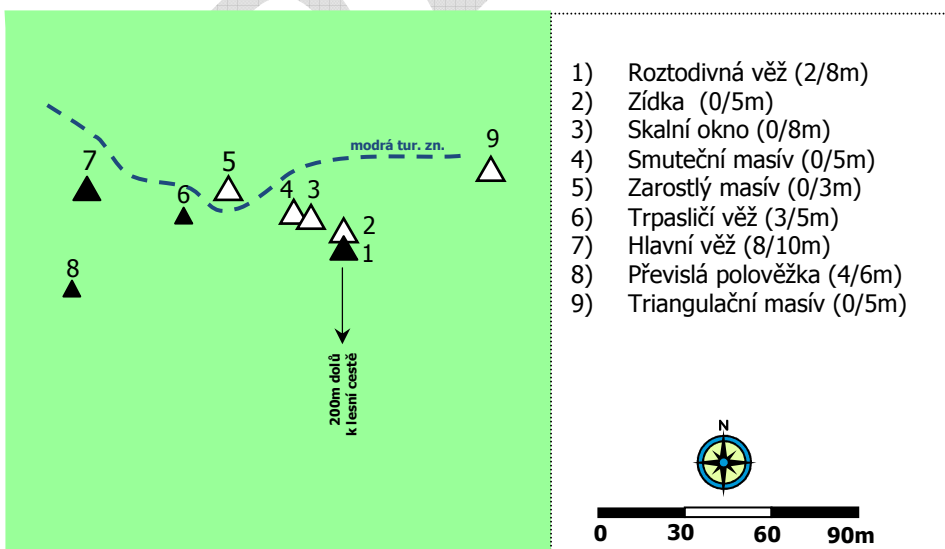 modrá tur. zn.
9
7
5
6
4
3
2
1
8
200m dolů
k lesní cestě
1) Roztodivná věž (2/8m)
2) Zídka (0/5m)
3) Skalní okno (0/8m)
4) Smuteční masív (0/5m)
5) Zarostlý masív (0/3m)
6) Trpasličí věž (3/5m)
7) Hlavní věž (8/10m)
8) Převislá polověžka (4/6m)
9) Triangulační masív (0/5m)
N
0 30 60 90m